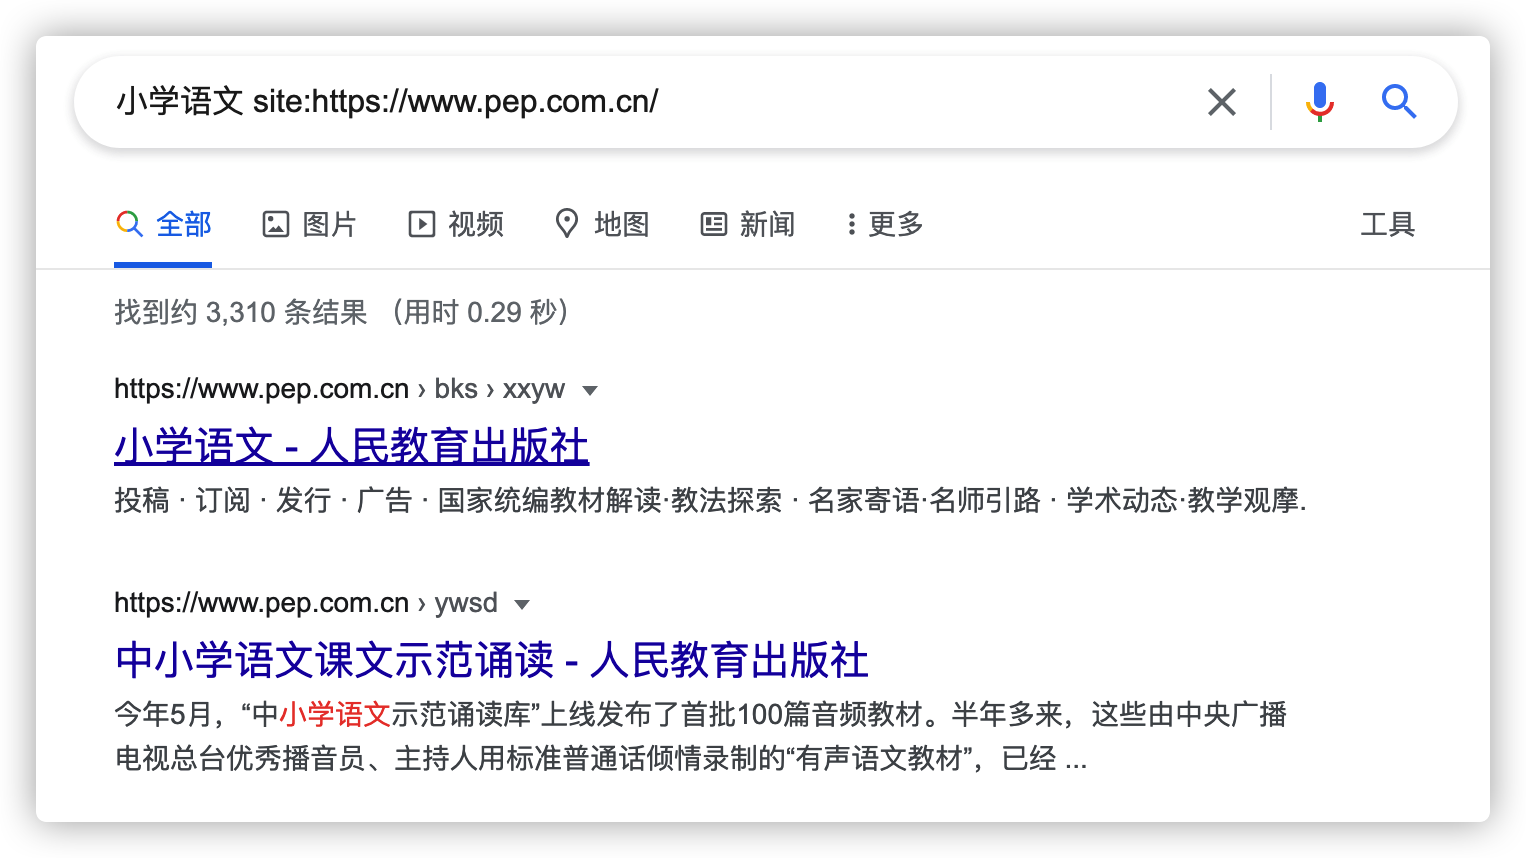 小学语文 site:https://www.pep.com.cn/
全部 图片 视频 地图 新闻 更多 工具
找到约 3,310 条结果 （用时 0.29 秒）
https://www.pep.com.cn › bks › xxyw
小学语文 - 人民教育出版社
投稿 · 订阅 · 发行 · 广告 · 国家统编教材解读·教法探索 · 名家寄语·名师引路 · 学术动态·教学观摩.
https://www.pep.com.cn › ywsd
中小学语文课文示范诵读 - 人民教育出版社
今年5月，“中小学语文示范诵读库”上线发布了首批100篇音频教材。半年多来，这些由中央广播
电视总台优秀播音员、主持人用标准普通话倾情录制的“有声语文教材”，已经 ...